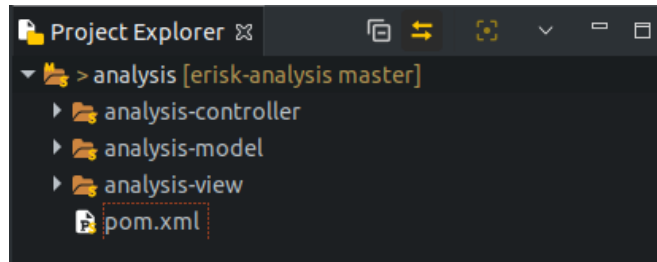 Project Explorer
> analysis [erisk-analysis master]
analysis-controller
analysis-model
analysis-view
pom.xml